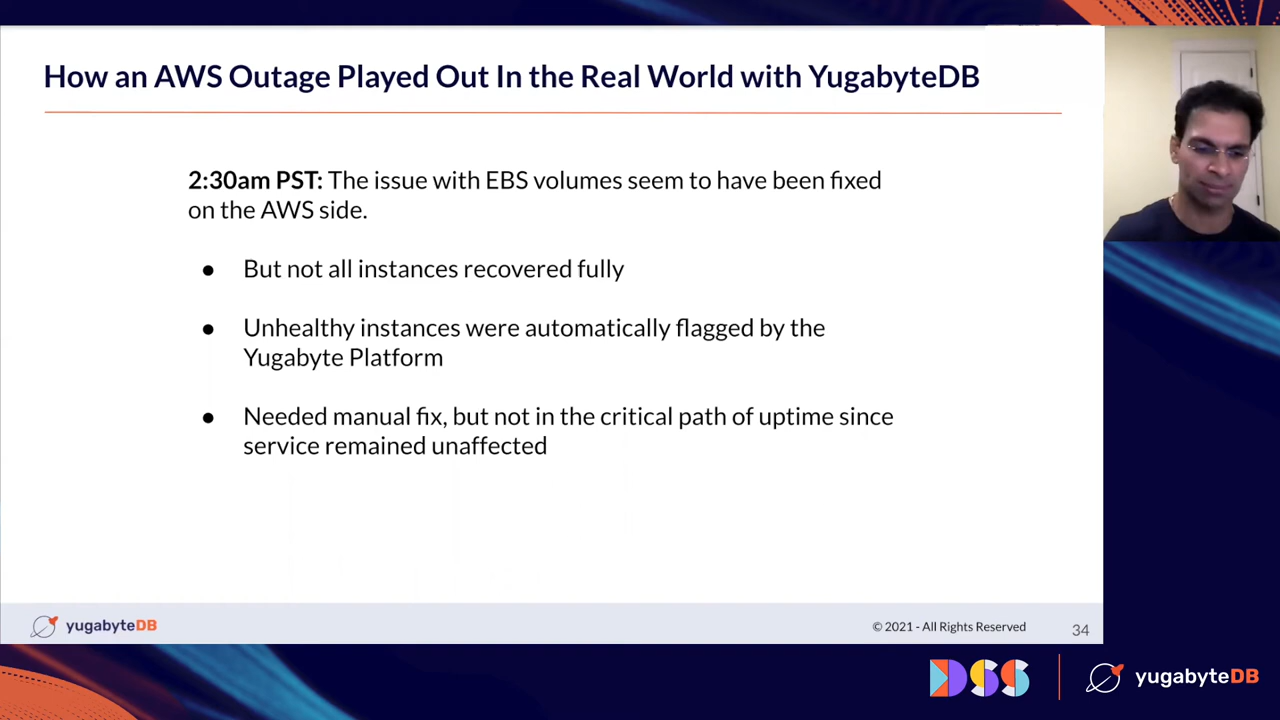 How an AWS Outage Played Out In the Real World with YugabyteDB
2:30am PST: The issue with EBS volumes seem to have been fixed
on the AWS side.
● But not all instances recovered fully
● Unhealthy instances were automatically flagged by the
Yugabyte Platform
● Needed manual fix, but not in the critical path of uptime since
service remained unaffected
yugabyteDB
© 2021 - All Rights Reserved
34
DSS
yugabyteDB